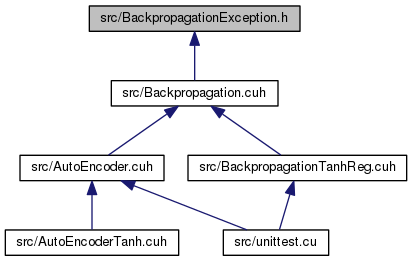 src/BackpropagationException.h
src/Backpropagation.cuh
src/AutoEncoder.cuh
src/BackpropagationTanhReg.cuh
src/AutoEncoderTanh.cuh
src/unittest.cu